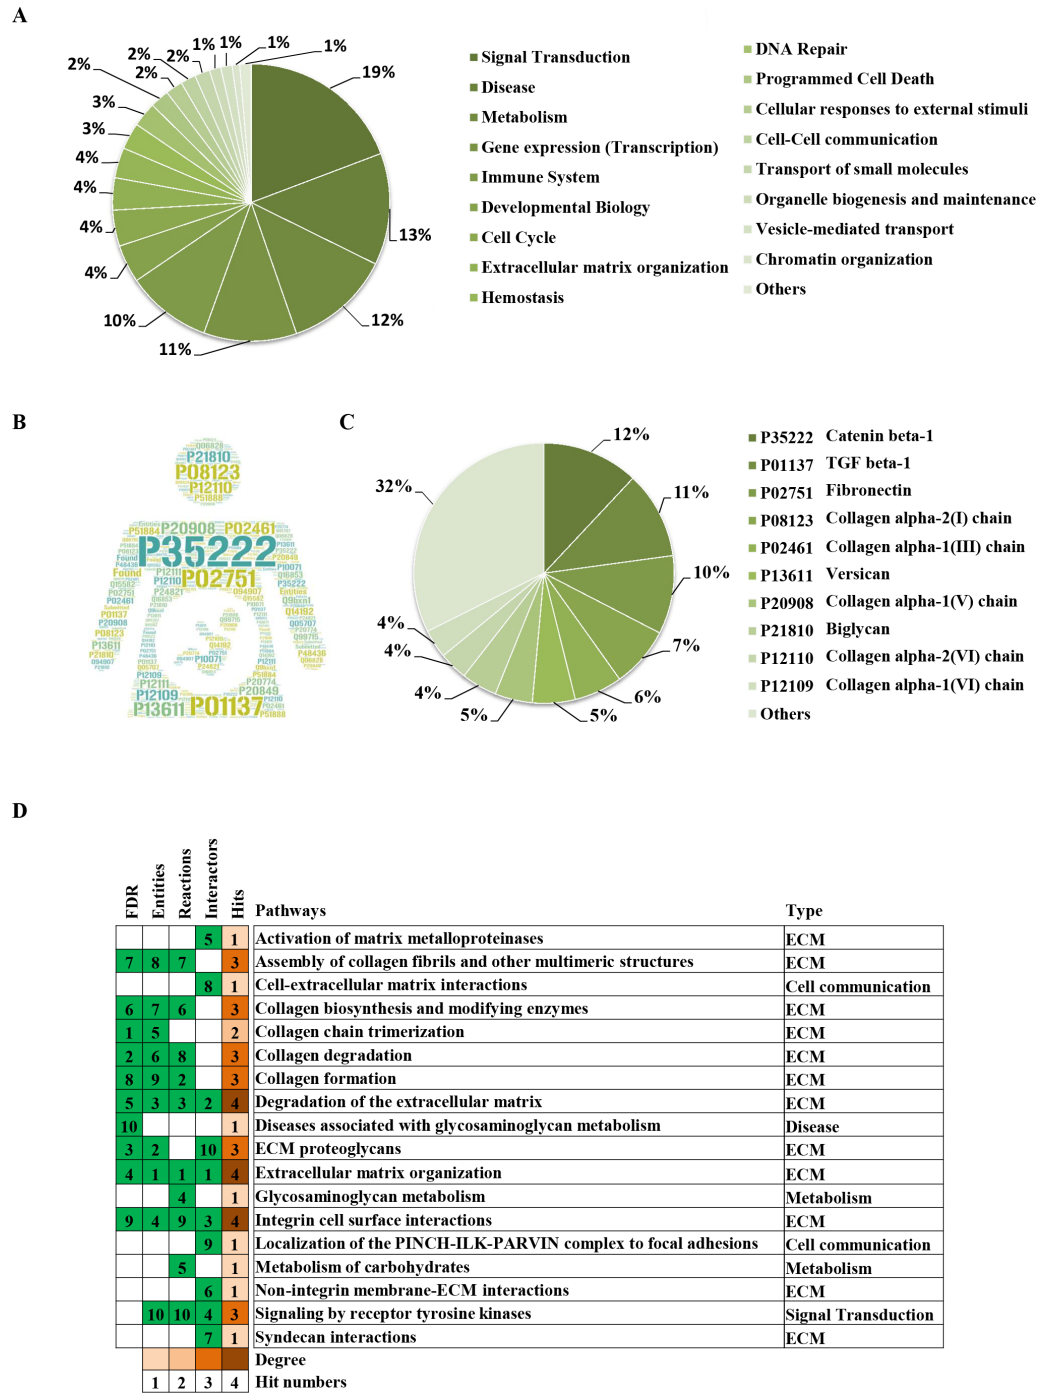 A
19%
13%
12%
11%
10%
4%
4%
4%
4%
3%
3%
2%
2%
2%
2%
1%
1%
1%
1%
Signal Transduction
Disease
Metabolism
Gene expression (Transcription)
Immune System
Developmental Biology
Cell Cycle
Extracellular matrix organization
Hemostasis
DNA Repair
Programmed Cell Death
Cellular responses to external stimuli
Cell-Cell communication
Transport of small molecules
Organelle biogenesis and maintenance
Vesicle-mediated transport
Chromatin organization
Others
B
Q06828
P21810
P08123
P12110
P51888
P51884 P20908 P02461
P35222
P02751
C
12%
11%
10%
7%
6%
5%
5%
4%
4%
4%
32%
P35222 Catenin beta-1
P01137 TGF beta-1
P02751 Fibronectin
P08123 Collagen alpha-2(I) chain
P02461 Collagen alpha-1(III) chain
P13611 Versican
P20908 Collagen alpha-1(V) chain
P21810 Biglycan
P12110 Collagen alpha-2(VI) chain
P12109 Collagen alpha-1(VI) chain
Others
P24821
P10071
Q14192
P13611
P12111
P12109
P20774
P20849
P13611 P01137
D
FDR Entities Reactions Interactors Hits Pathways Type
5 1 Activation of matrix metalloproteinases ECM
7 8 7 3 Assembly of collagen fibrils and other multimeric structures ECM
8 1 Cell-extracellular matrix interactions Cell communication
6 7 6 3 Collagen biosynthesis and modifying enzymes ECM
1 5 2 Collagen chain trimerization ECM
2 6 8 3 Collagen degradation ECM
8 9 2 3 Collagen formation ECM
5 3 3 2 4 Degradation of the extracellular matrix ECM
10 1 Diseases associated with glycosaminoglycan metabolism Disease
3 2 10 3 ECM proteoglycans ECM
4 1 1 1 4 Extracellular matrix organization ECM
4 1 Glycosaminoglycan metabolism Metabolism
9 4 9 3 4 Integrin cell surface interactions ECM
9 1 Localization of the PINCH-ILK-PARVIN complex to focal adhesions Cell communication
5 1 Metabolism of carbohydrates Metabolism
6 1 Non-integrin membrane-ECM interactions ECM
10 10 4 3 Signaling by receptor tyrosine kinases Signal Transduction
7 1 Syndecan interactions ECM
Degree
1 2 3 4 Hit numbers